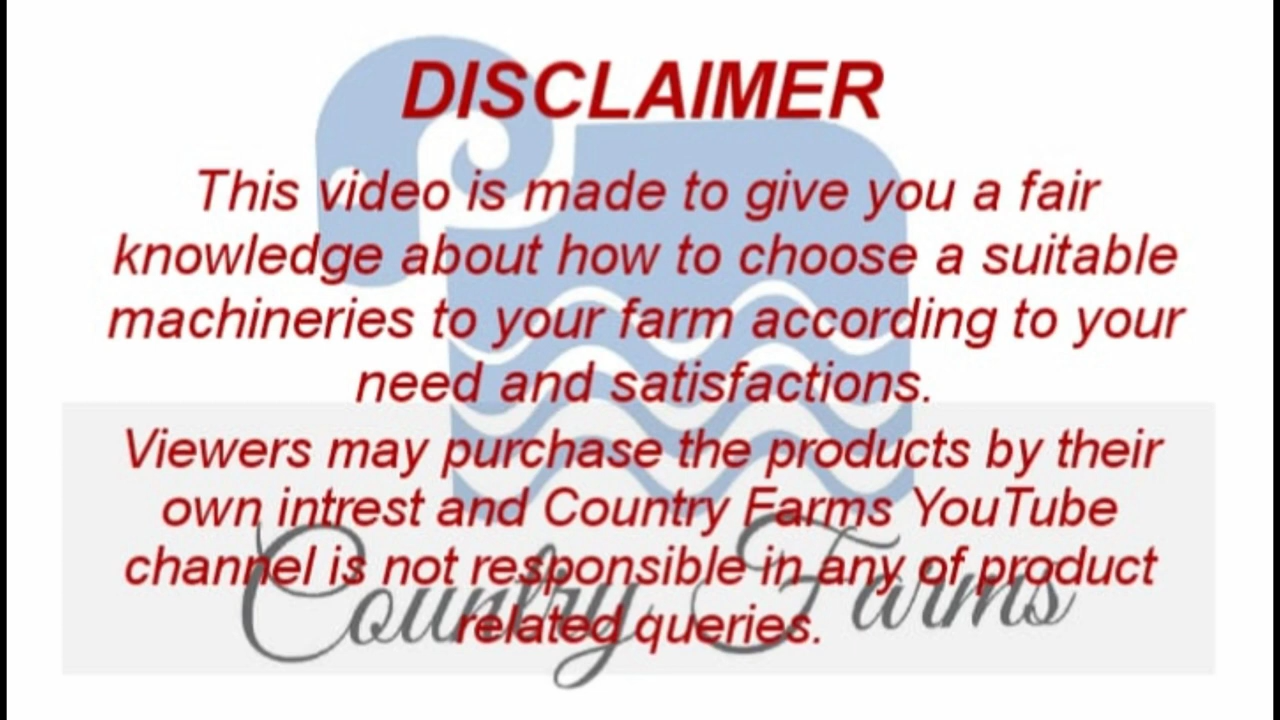 DISCLAIMER
This video is made to give you a fair
knowledge about how to choose a suitable
machineries to your farm according to your
need and satisfactions.
Viewers may purchase the products by their
own intrest and Country Farms YouTube
channel is not responsible in any of product
related queries.
Country Farms